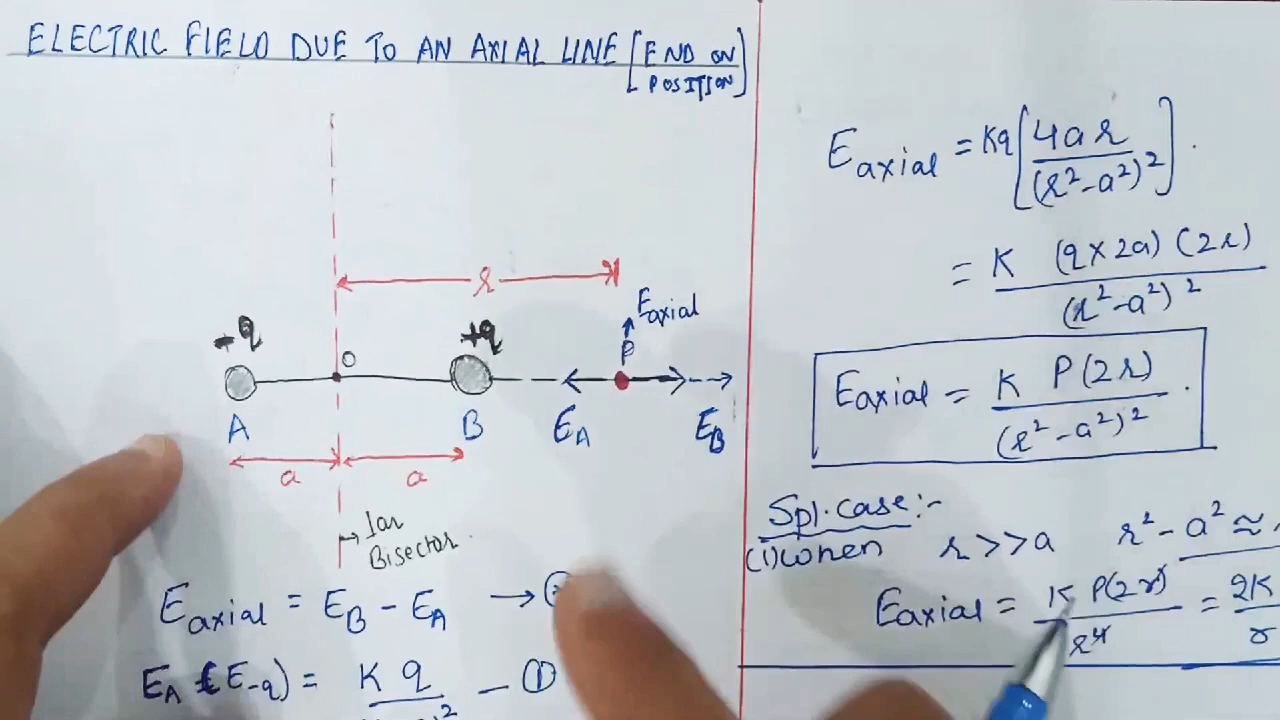 ELECTRIC FIELD DUE TO AN AXIAL LINE [END ON
POSITION]
r
-q
+q
O
P
E_axial
A
B
E_A
E_B
a
a
→ Lar
Bisector.
E_axial = E_B - E_A →
E_A (E_-q) = Kq — ①
E_axial = Kq [4ar / (r²-a²)²].
= K (q×2a) (2r) / (r²-a²)²
E_axial = K P(2r) / (r²-a²)².
Spl.case:-
(1) when r>>a r²-a² ≈
E_axial = K P(2r) / r⁴ = 2K / r